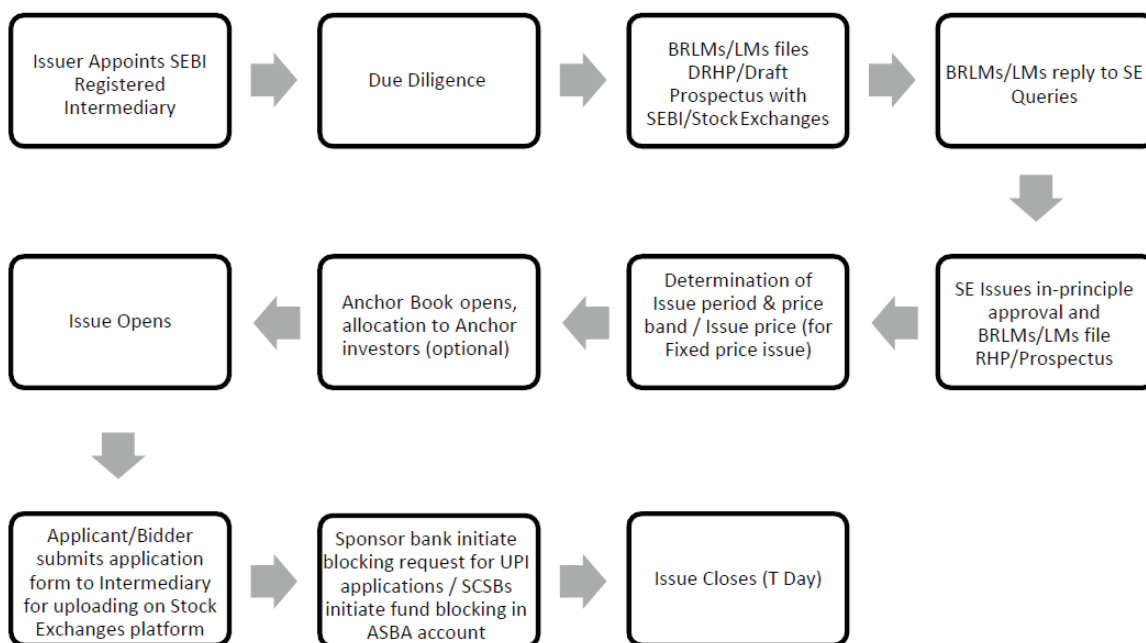 Issuer Appoints SEBI
Registered
Intermediary
Due Diligence
BRLMs/LMs files
DRHP/Draft
Prospectus with
SEBI/Stock Exchanges
BRLMs/LMs reply to SE
Queries
SE Issues in-principle
approval and
BRLMs/LMs file
RHP/Prospectus
Determination of
Issue period & price
band / Issue price (for
Fixed price issue)
Anchor Book opens,
allocation to Anchor
investors (optional)
Issue Opens
Applicant/Bidder
submits application
form to Intermediary
for uploading on Stock
Exchanges platform
Sponsor bank initiate
blocking request for UPI
applications / SCSBs
initiate fund blocking in
ASBA account
Issue Closes (T Day)